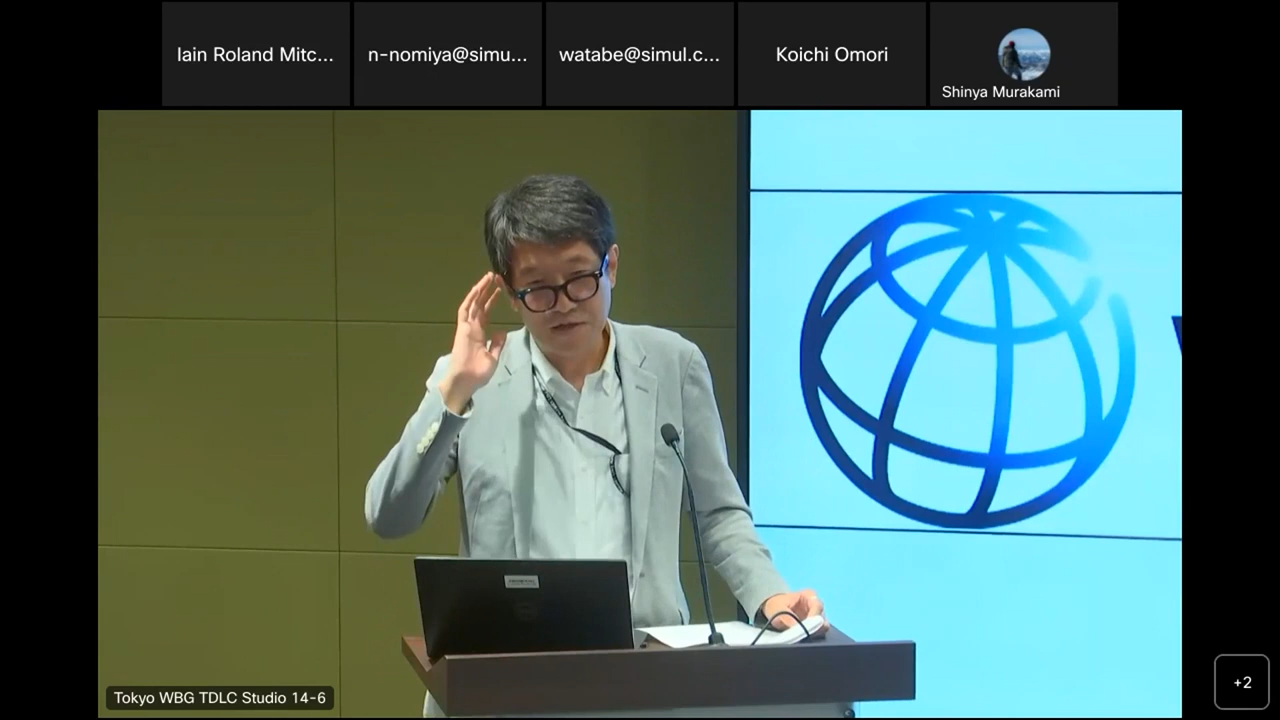 Iain Roland Mitc...
n-nomiya@simu...
watabe@simul.c...
Koichi Omori
Shinya Murakami
Tokyo WBG TDLC Studio 14-6
+2